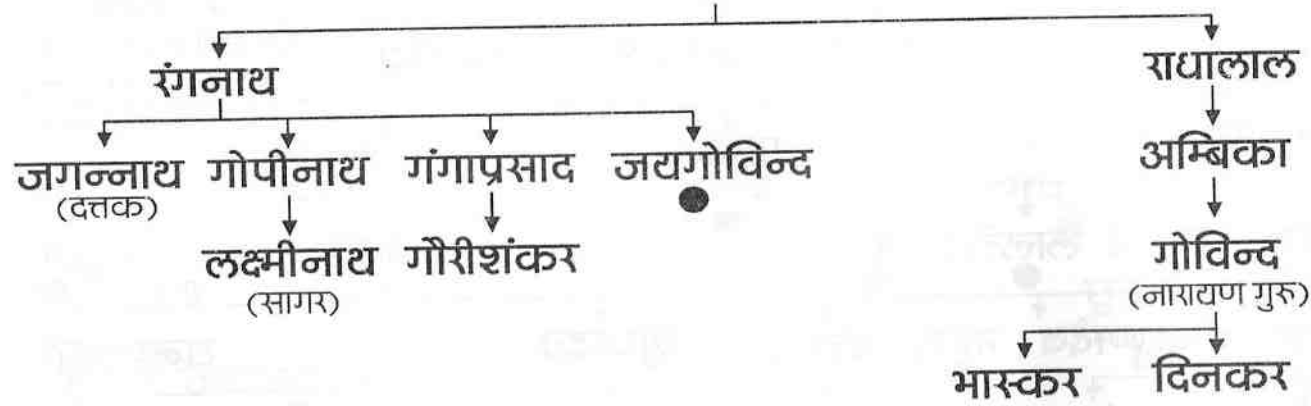 रंगनाथ राधालाल
जगन्नाथ गोपीनाथ गंगाप्रसाद जयगोविन्द अम्बिका
(दत्तक)
लक्ष्मीनाथ गौरीशंकर गोविन्द
(सागर) (नारायण गुरु)
भास्कर दिनकर